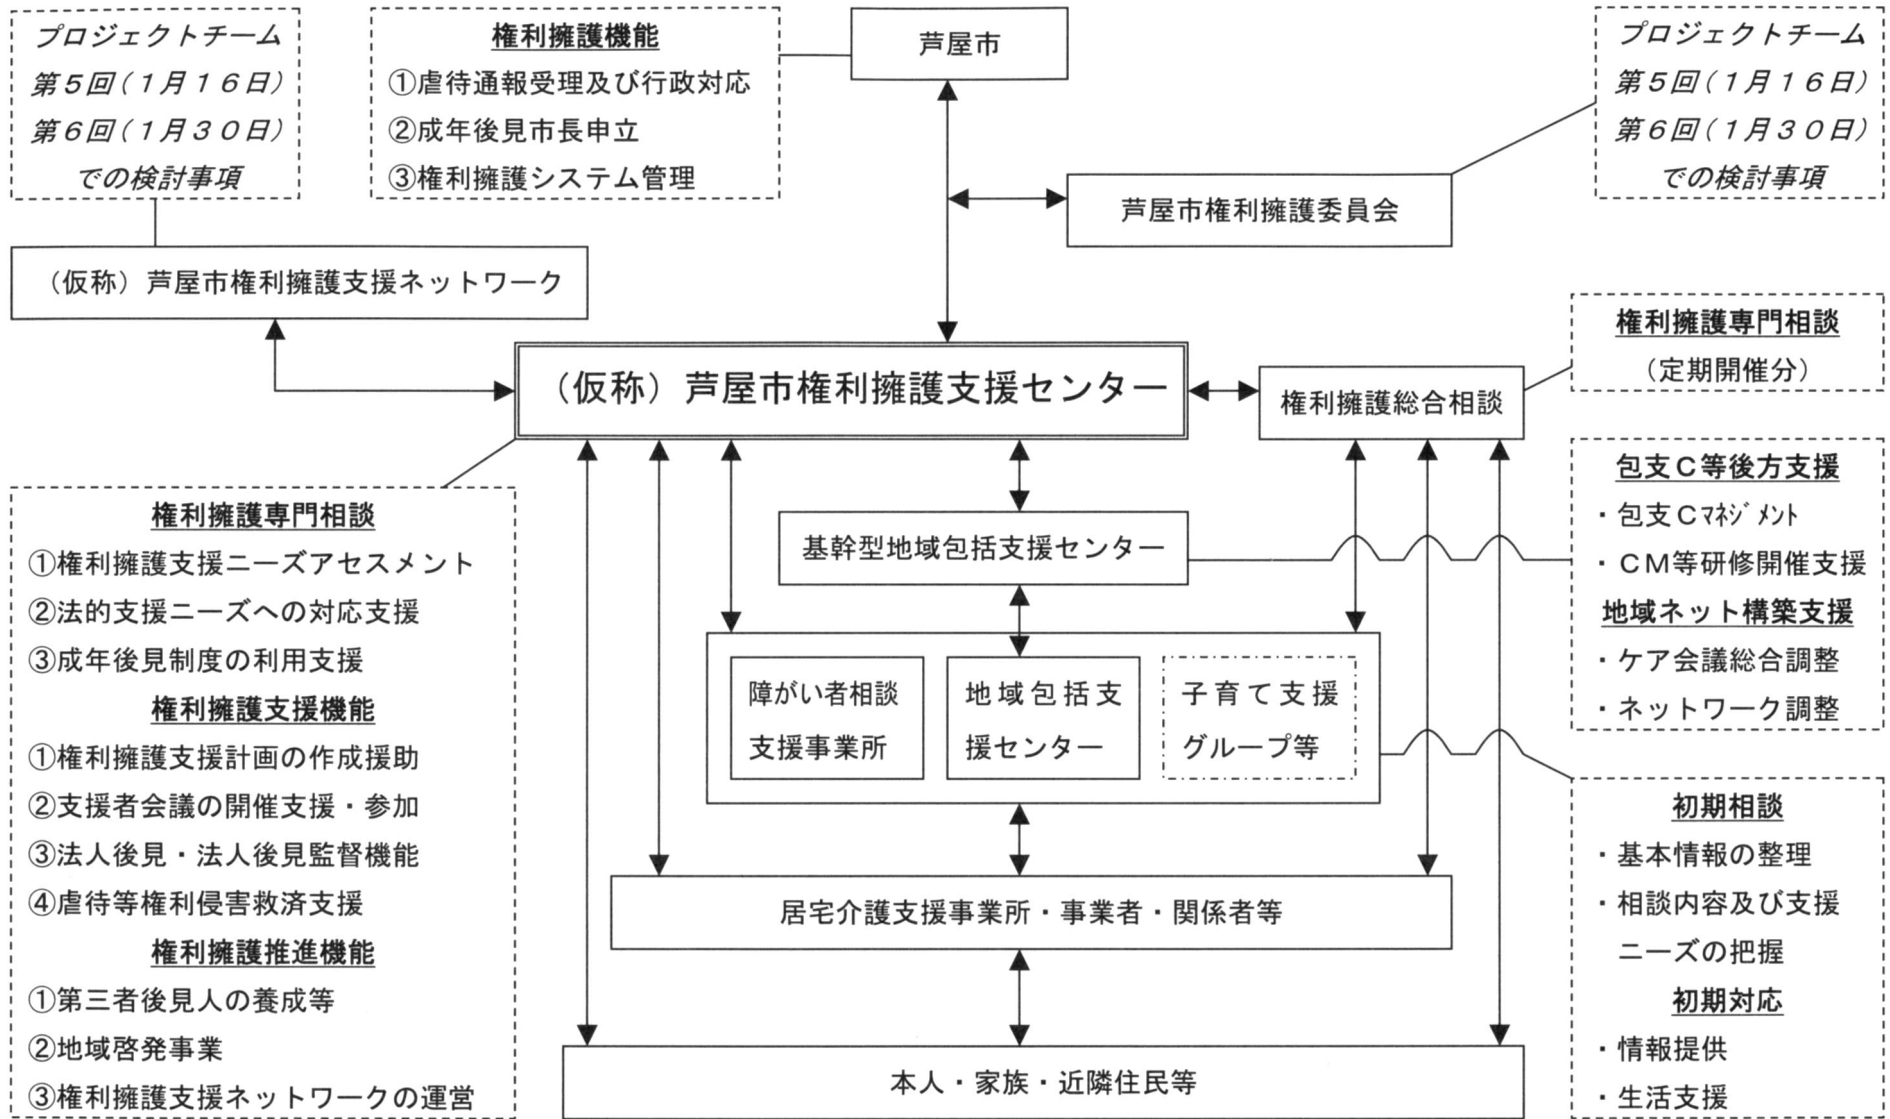 プロジェクトチーム
第5回(1月16日)
第6回(1月30日)
での検討事項
権利擁護機能
①虐待通報受理及び行政対応
②成年後見市長申立
③権利擁護システム管理
芦屋市
プロジェクトチーム
第5回(1月16日)
第6回(1月30日)
での検討事項
芦屋市権利擁護委員会
(仮称)芦屋市権利擁護支援ネットワーク
(仮称)芦屋市権利擁護支援センター
権利擁護総合相談
権利擁護専門相談
(定期開催分)
権利擁護専門相談
①権利擁護支援ニーズアセスメント
②法的支援ニーズへの対応支援
③成年後見制度の利用支援
権利擁護支援機能
①権利擁護支援計画の作成援助
②支援者会議の開催支援・参加
③法人後見・法人後見監督機能
④虐待等権利侵害救済支援
権利擁護推進機能
①第三者後見人の養成等
②地域啓発事業
③権利擁護支援ネットワークの運営
基幹型地域包括支援センター
障がい者相談
支援事業所
地域包括支
援センター
子育て支援
グループ等
居宅介護支援事業所・事業者・関係者等
本人・家族・近隣住民等
包支C等後方支援
・包支Cマネジメント
・CM等研修開催支援
地域ネット構築支援
・ケア会議総合調整
・ネットワーク調整
初期相談
・基本情報の整理
・相談内容及び支援
ニーズの把握
初期対応
・情報提供
・生活支援